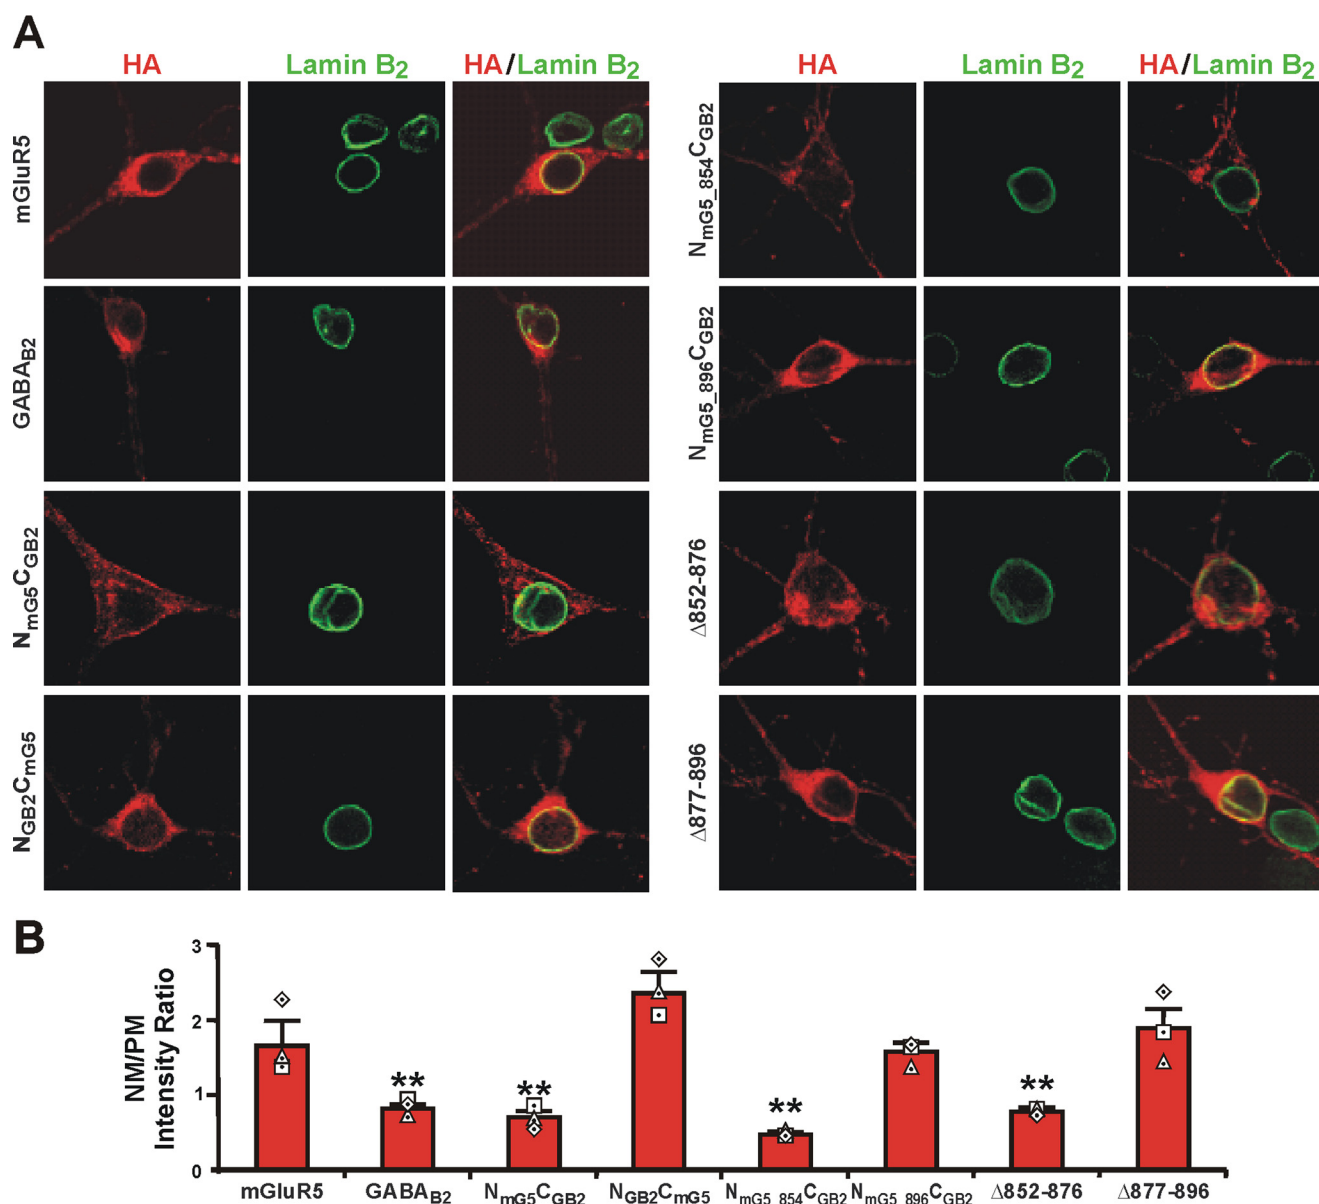 A
HA Lamin B2 HA/Lamin B2 HA Lamin B2 HA/Lamin B2
mGluR5
NmG5_854CGB2
GABAB2
NmG5_896CGB2
NmG5CGB2
Δ852-876
NGB2CmG5
Δ877-896
B
NM/PM
Intensity Ratio
3
2
1
0
** ** ** **
mGluR5 GABAB2 NmG5CGB2 NGB2CmG5 NmG5_854CGB2 NmG5_896CGB2 Δ852-876 Δ877-896